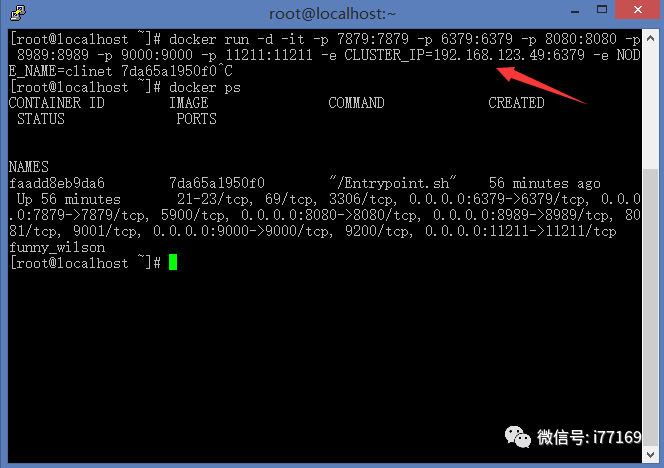 root@localhost:~
[root@localhost ~]# docker run -d -it -p 7879:7879 -p 6379:6379 -p 8080:8080 -p
 8989:8989 -p 9000:9000 -p 11211:11211 -e CLUSTER_IP=192.168.123.49:6379 -e NOD
E_NAME=clinet 7da65a1950f0^C
[root@localhost ~]# docker ps
CONTAINER ID        IMAGE               COMMAND             CREATED
 STATUS              PORTS
NAMES
faadd8eb9da6        7da65a1950f0        "/Entrypoint.sh"    56 minutes ago
 Up 56 minutes       21-23/tcp, 69/tcp, 3306/tcp, 0.0.0.0:6379->6379/tcp, 0.0.0
.0:7879->7879/tcp, 5900/tcp, 0.0.0.0:8080->8080/tcp, 0.0.0.0:8989->8989/tcp, 80
81/tcp, 9001/tcp, 0.0.0.0:9000->9000/tcp, 9200/tcp, 0.0.0.0:11211->11211/tcp
funny_wilson
[root@localhost ~]#
微信号: i77169